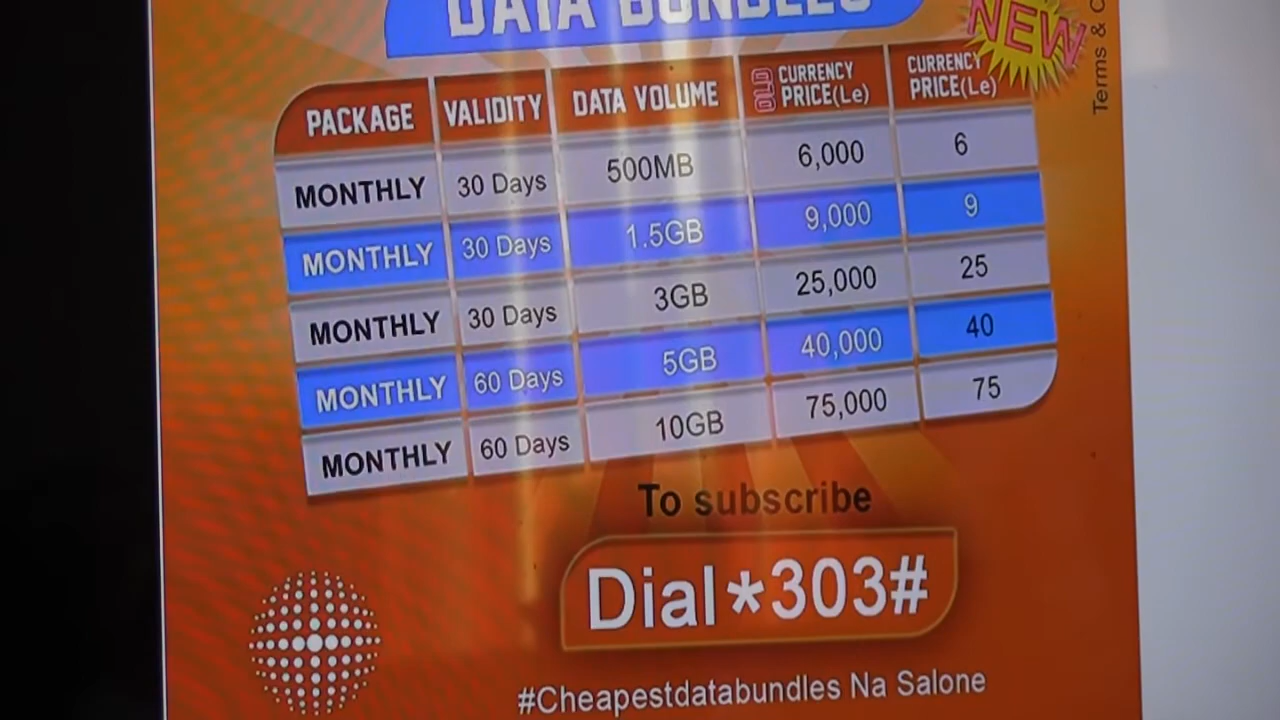 DATA BUNDLES
NEW
Terms & C
PACKAGE VALIDITY DATA VOLUME OLD CURRENCY PRICE(Le) CURRENCY PRICE(Le)
MONTHLY 30 Days 500MB 6,000 6
MONTHLY 30 Days 1.5GB 9,000 9
MONTHLY 30 Days 3GB 25,000 25
MONTHLY 60 Days 5GB 40,000 40
MONTHLY 60 Days 10GB 75,000 75
To subscribe
Dial*303#
#Cheapestdatabundles Na Salone